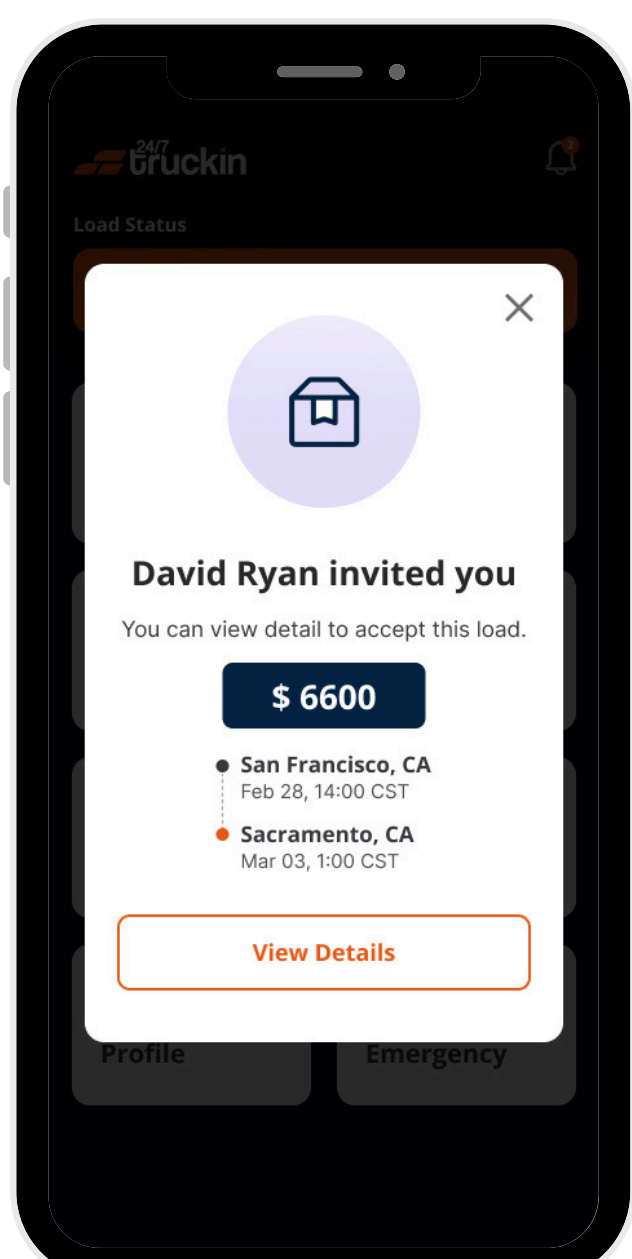 24/7
truckin
2
Load Status
David Ryan invited you
You can view detail to accept this load.
$ 6600
San Francisco, CA
Feb 28, 14:00 CST
Sacramento, CA
Mar 03, 1:00 CST
View Details
Profile
Emergency